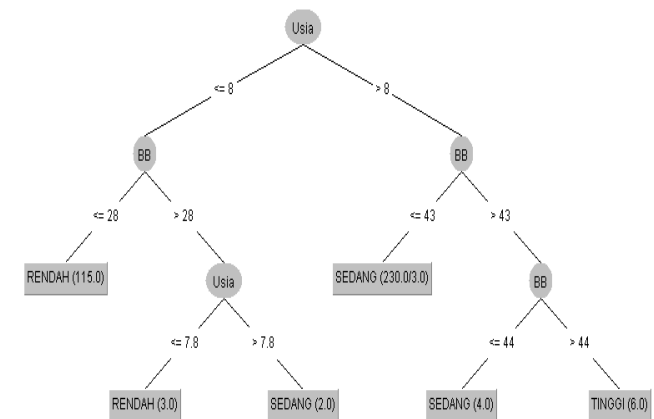 Usia
<= 8
> 8
BB
BB
<= 28
> 28
<= 43
> 43
RENDAH (115.0)
Usia
SEDANG (230.0/3.0)
BB
<= 7.8
> 7.8
<= 44
> 44
RENDAH (3.0)
SEDANG (2.0)
SEDANG (4.0)
TINGGI (6.0)